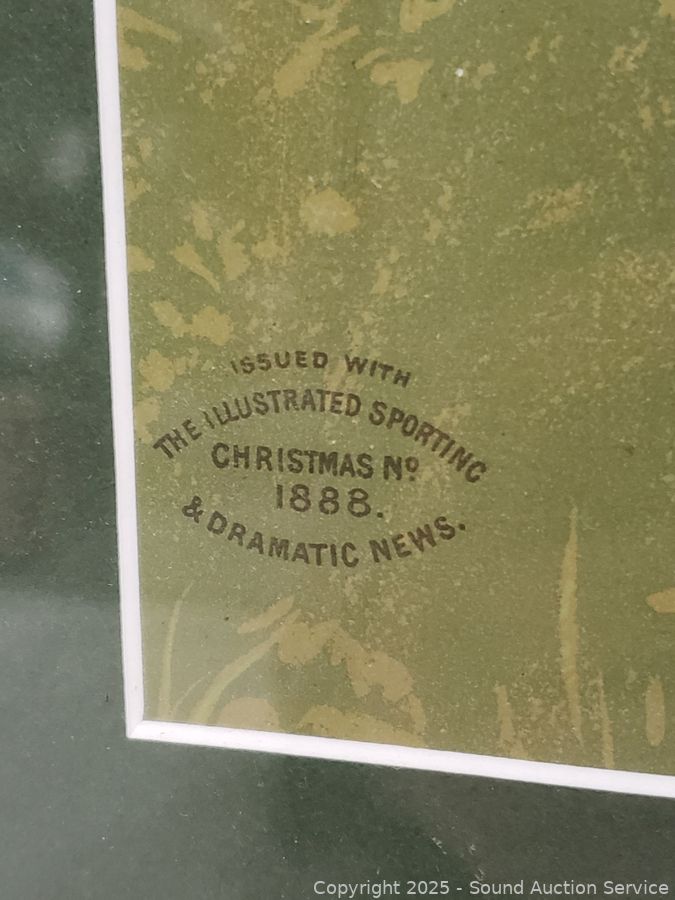 ISSUED WITH
THE ILLUSTRATED SPORTING
CHRISTMAS Nº
1888.
& DRAMATIC NEWS.
Copyright 2025 - Sound Auction Service